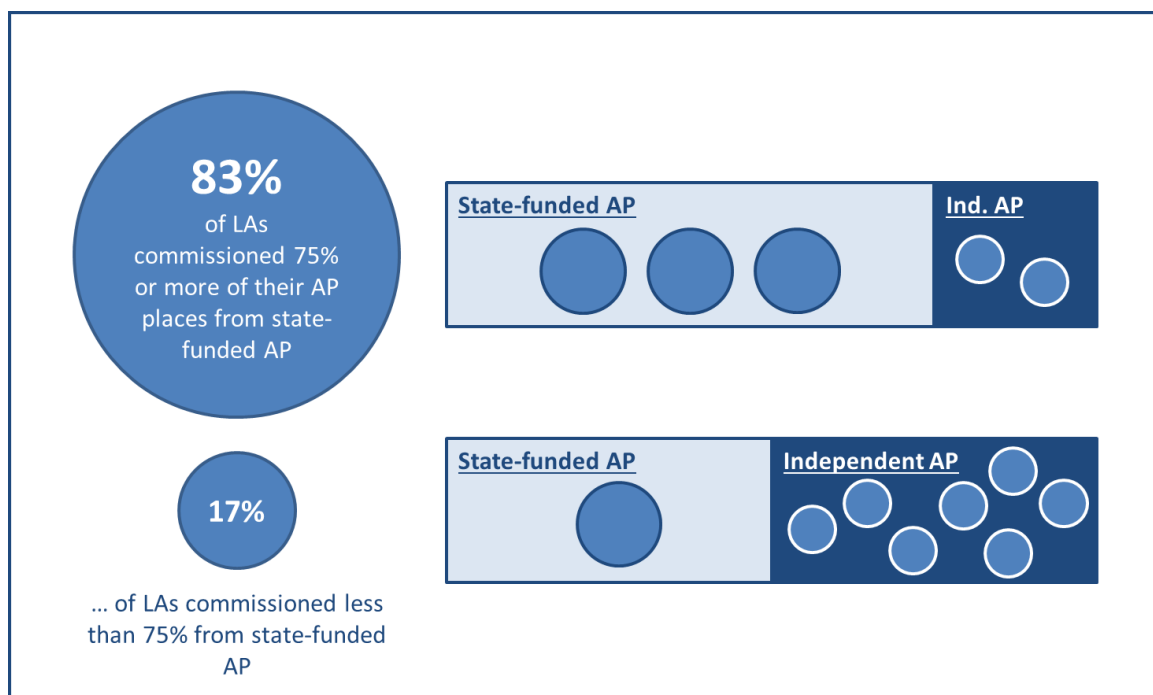 83%
of LAs
commissioned 75%
or more of their AP
places from state-
funded AP
State-funded AP
Ind. AP
17%
... of LAs commissioned less
than 75% from state-funded
AP
State-funded AP
Independent AP